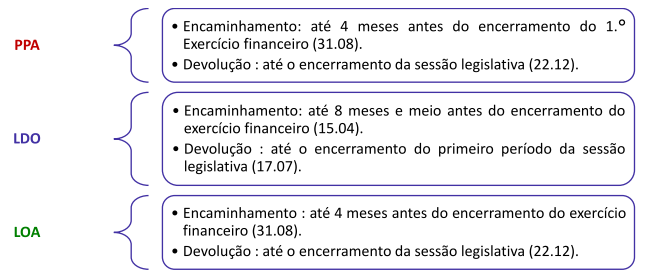 PPA
• Encaminhamento: até 4 meses antes do encerramento do 1.°
Exercício financeiro (31.08).
• Devolução : até o encerramento da sessão legislativa (22.12).
LDO
• Encaminhamento: até 8 meses e meio antes do encerramento do
exercício financeiro (15.04).
• Devolução : até o encerramento do primeiro período da sessão
legislativa (17.07).
LOA
• Encaminhamento : até 4 meses antes do encerramento do exercício
financeiro (31.08).
• Devolução : até o encerramento da sessão legislativa (22.12).